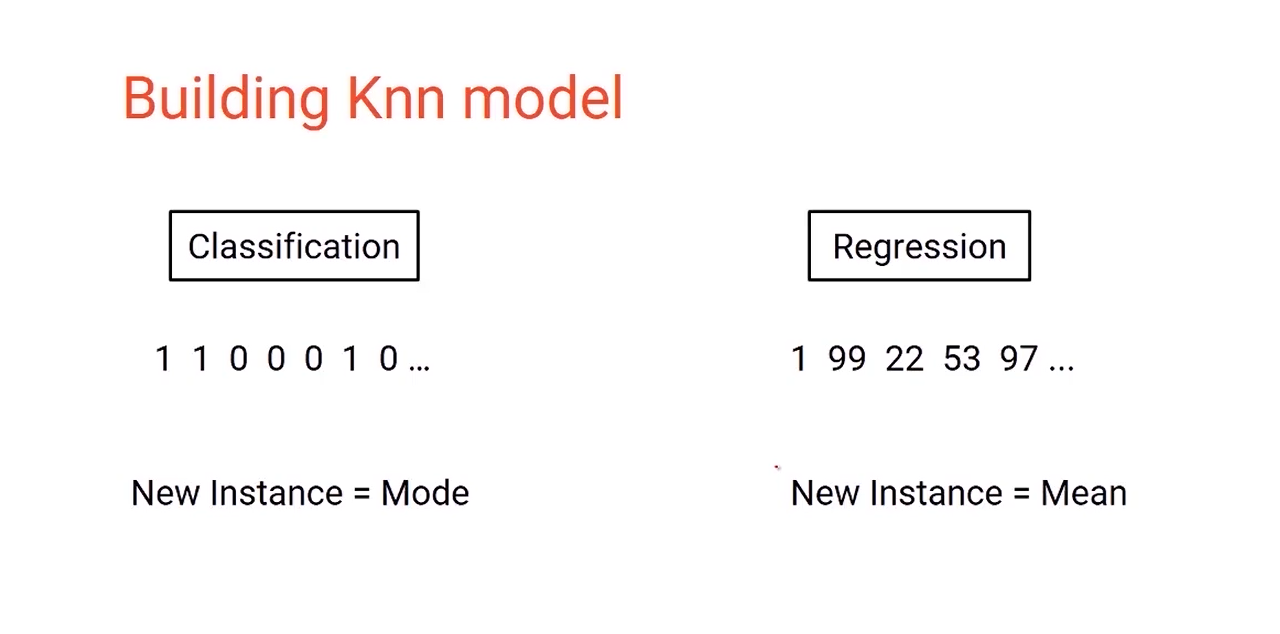 Building Knn model
Classification
Regression
1 1 0 0 0 1 0 ...
1 99 22 53 97 ...
New Instance = Mode
New Instance = Mean